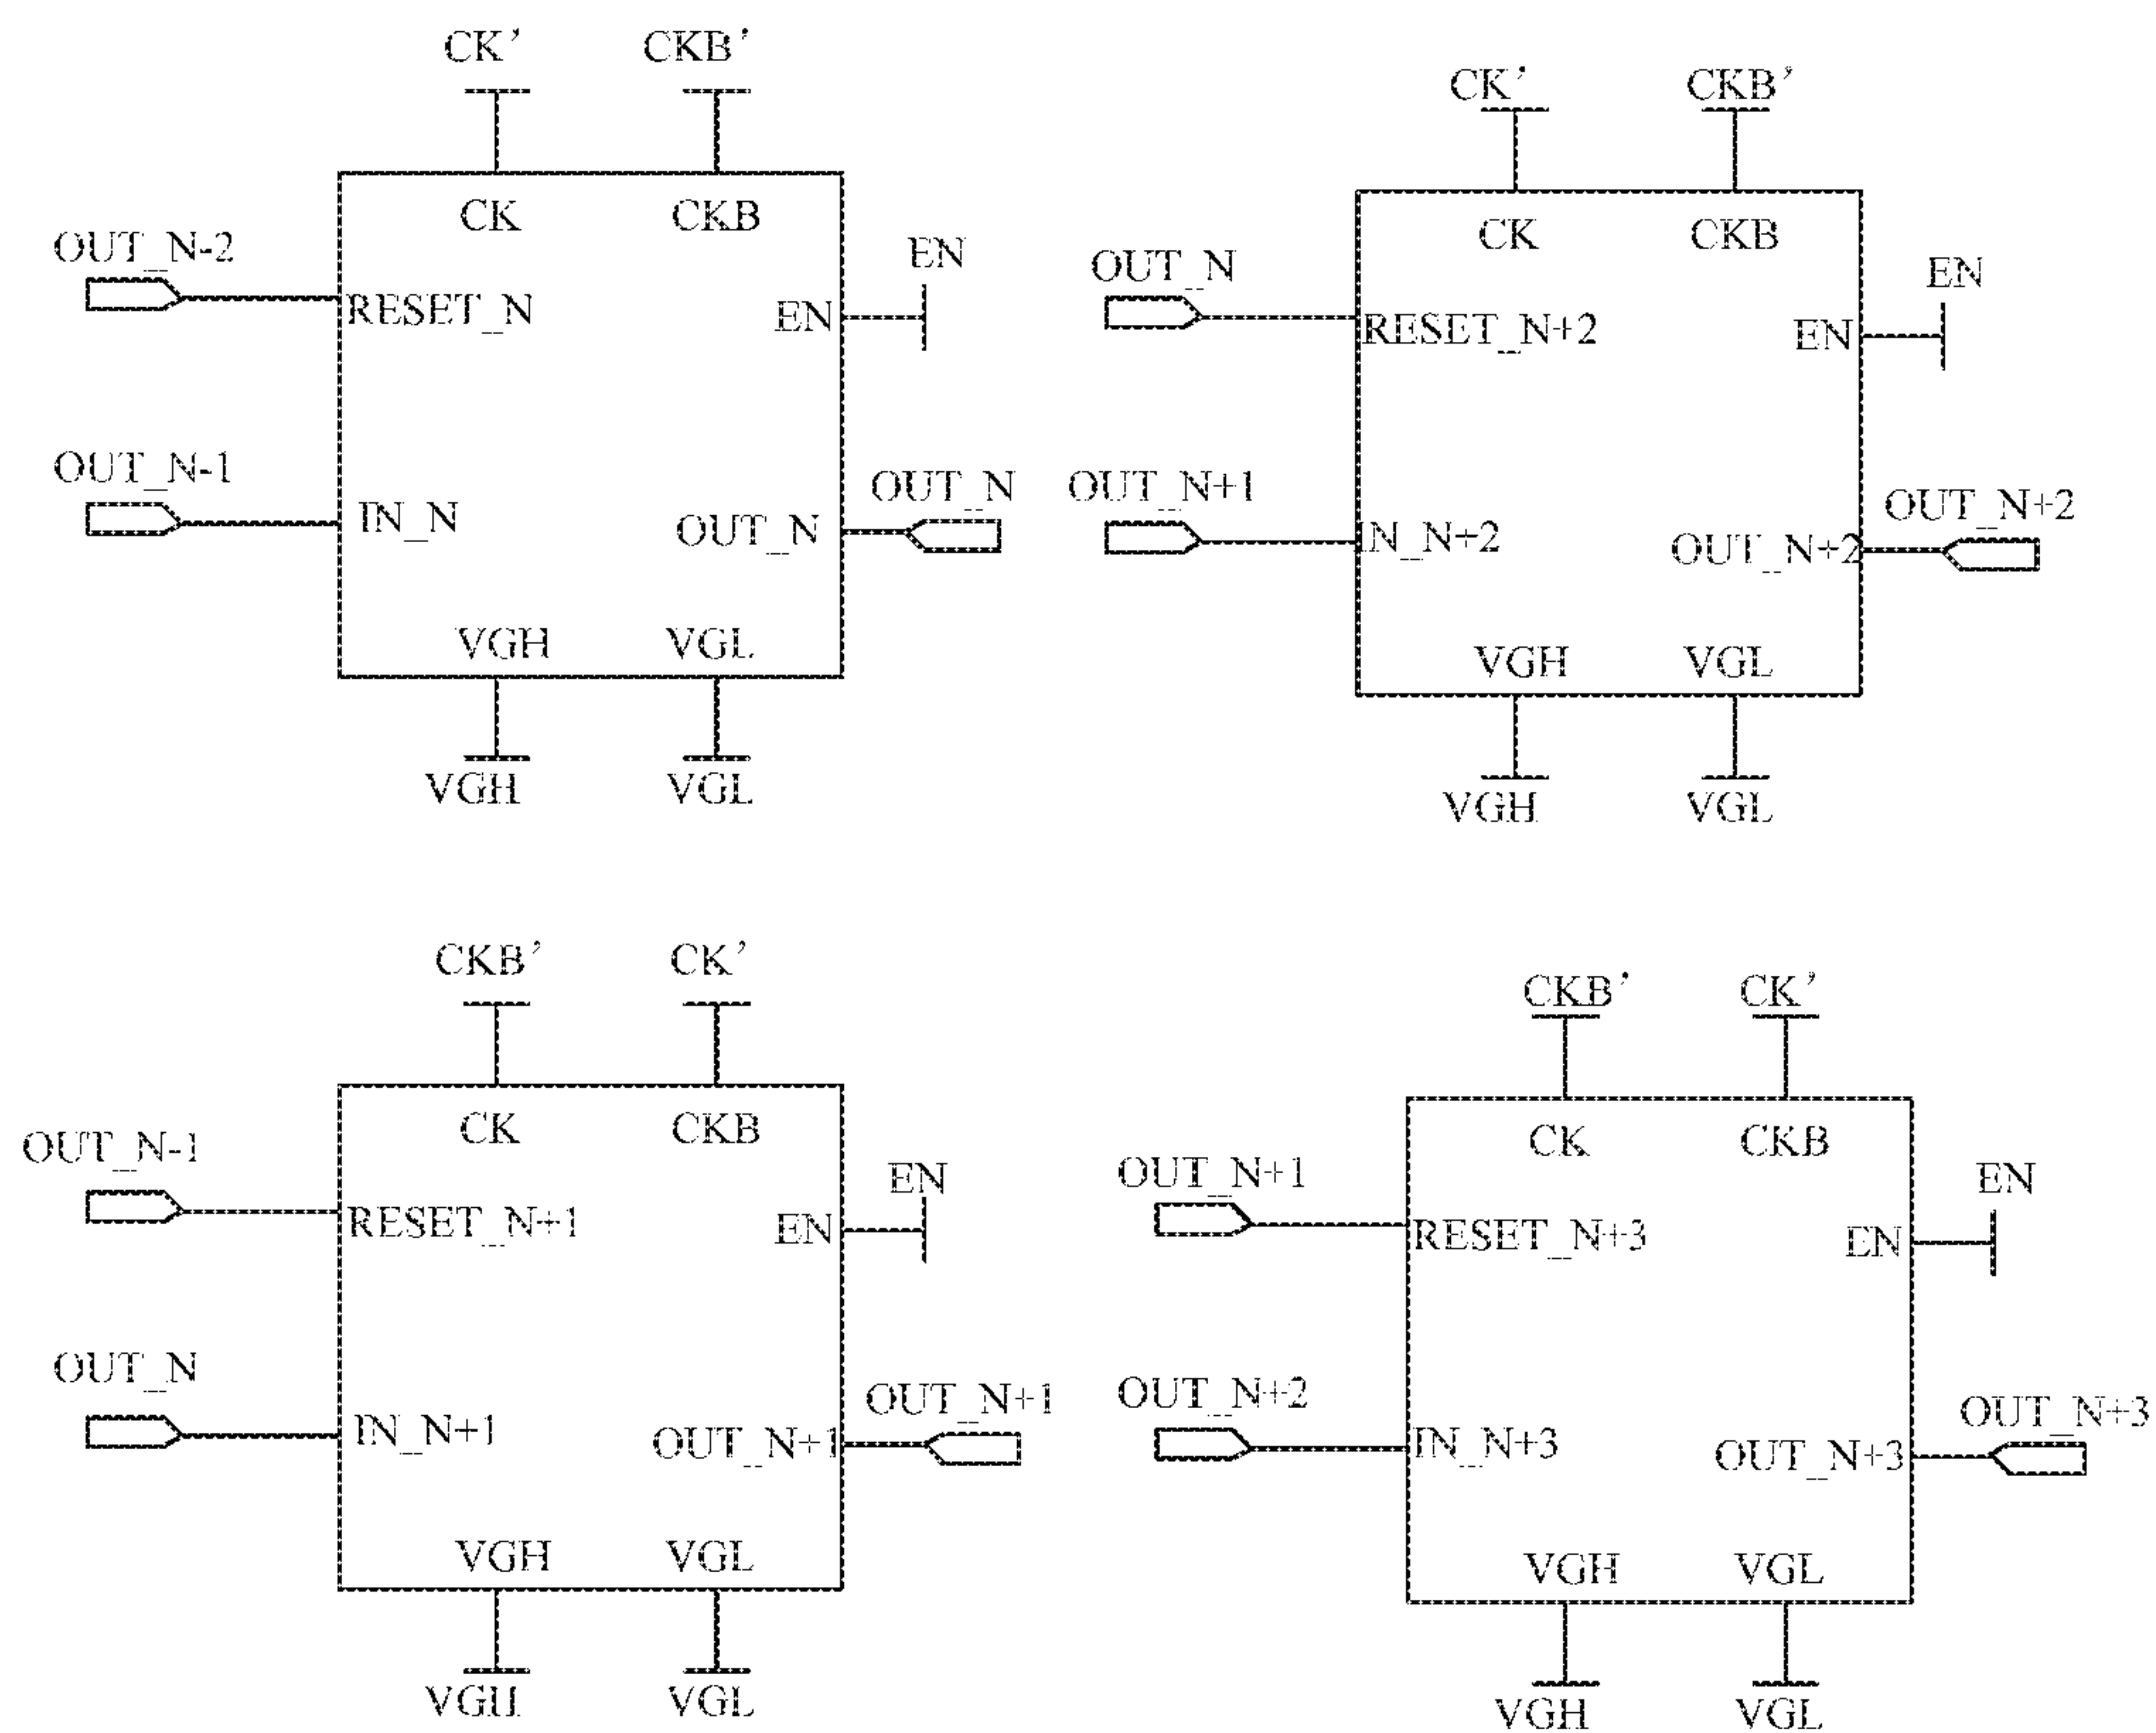 CK' CKB'
CK CKB
OUT_N-2
RESET_N
EN
EN
OUT_N-1
IN_N
OUT_N
OUT_N
VGH VGL
VGH VGL
CK' CKB'
CK CKB
OUT_N
RESET_N+2
EN
EN
OUT_N+1
IN_N+2
OUT_N+2
OUT_N+2
VGH VGL
VGH VGL
CKB' CK'
CK CKB
OUT_N-1
RESET_N+1
EN
EN
OUT_N
IN_N+1
OUT_N+1
OUT_N+1
VGH VGL
VGH VGL
CKB' CK'
CK CKB
OUT_N+1
RESET_N+3
EN
EN
OUT_N+2
IN_N+3
OUT_N+3
OUT_N+3
VGH VGL
VGH VGL